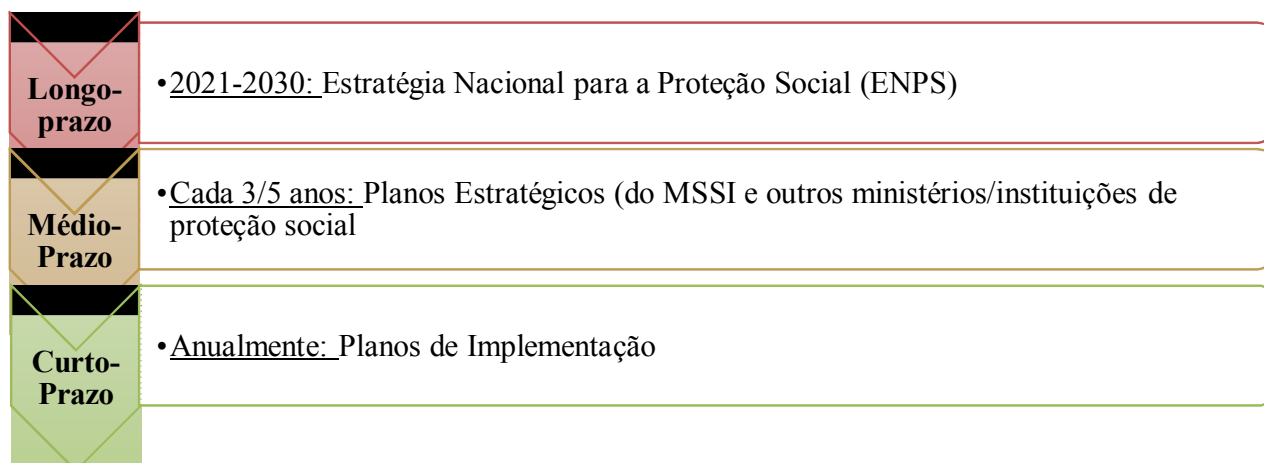 Longo-
prazo
•2021-2030: Estratégia Nacional para a Proteção Social (ENPS)
Médio-
Prazo
•Cada 3/5 anos: Planos Estratégicos (do MSSI e outros ministérios/instituições de
proteção social
Curto-
Prazo
•Anualmente: Planos de Implementação